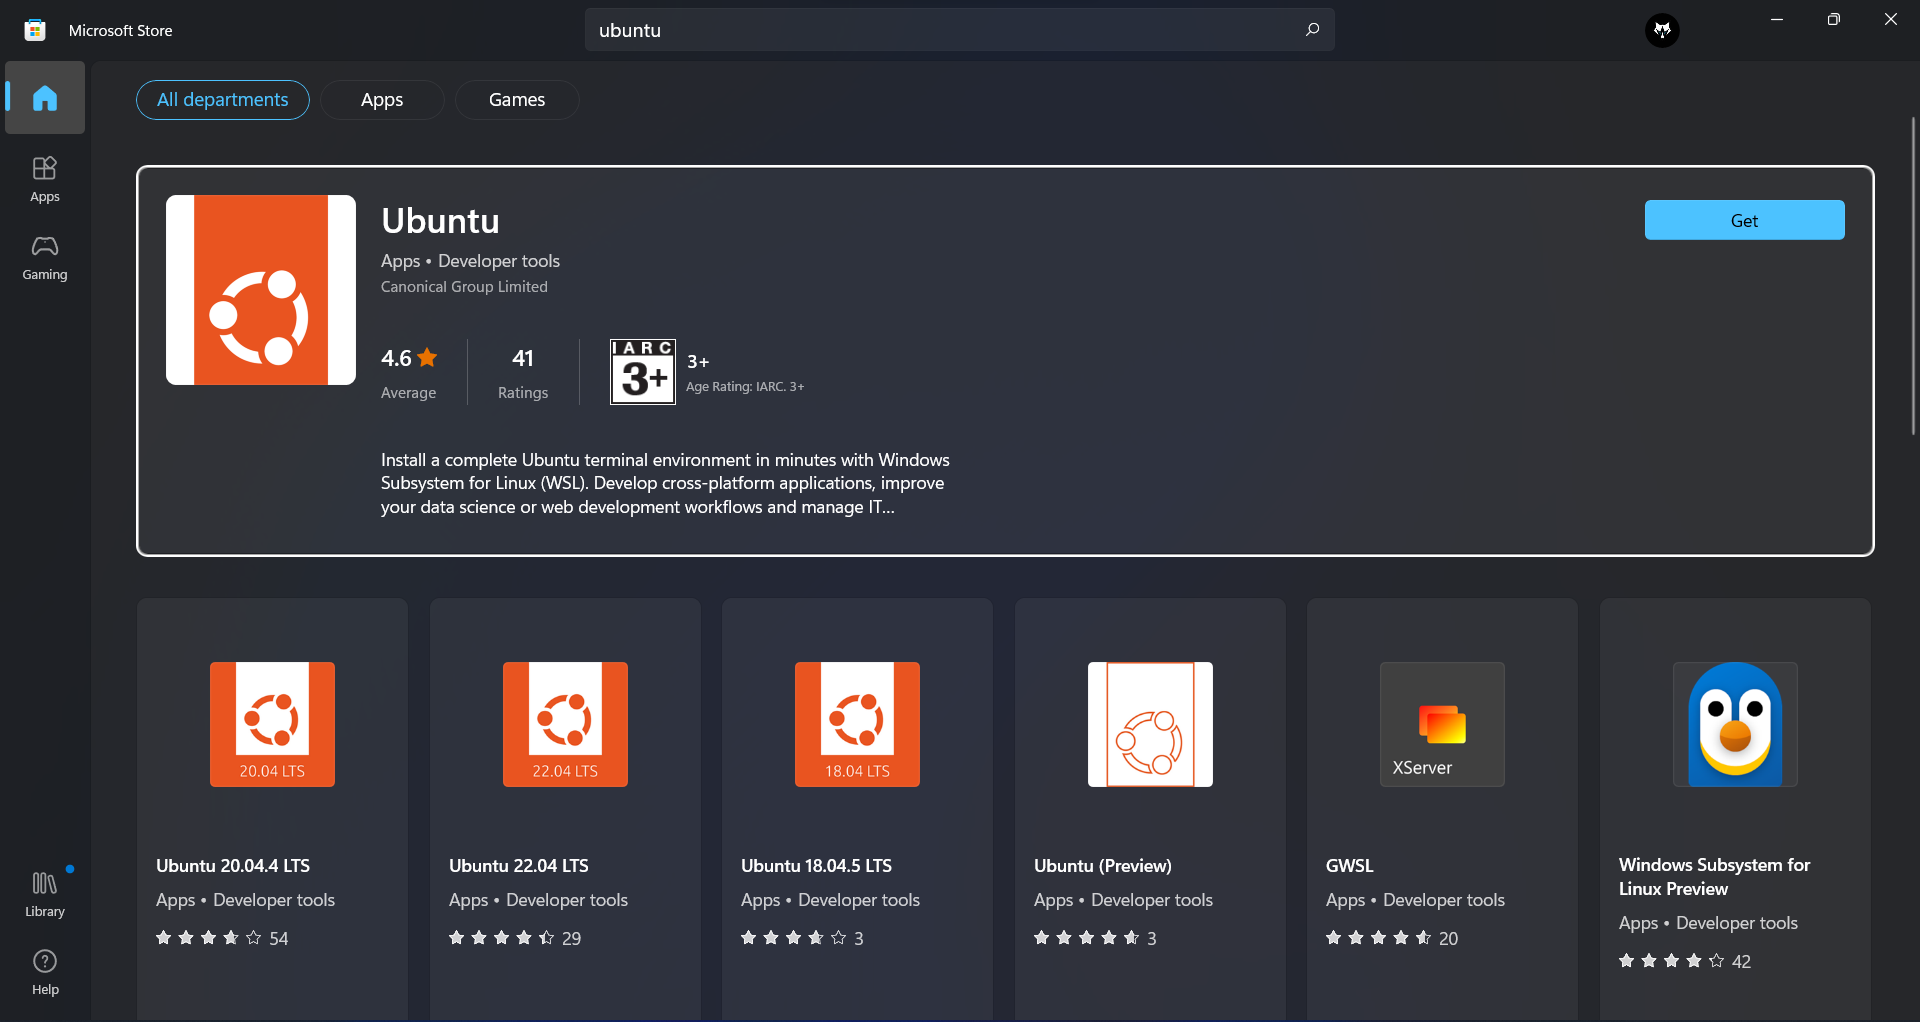 Microsoft Store
ubuntu
All departments
Apps
Games
Apps
Gaming
Library
Help
Ubuntu
Get
Apps • Developer tools
Canonical Group Limited
4.6
Average
41
Ratings
IARC
3+
3+
Age Rating: IARC. 3+
Install a complete Ubuntu terminal environment in minutes with Windows
Subsystem for Linux (WSL). Develop cross-platform applications, improve
your data science or web development workflows and manage IT...
20.04 LTS
Ubuntu 20.04.4 LTS
Apps • Developer tools
54
22.04 LTS
Ubuntu 22.04 LTS
Apps • Developer tools
29
18.04 LTS
Ubuntu 18.04.5 LTS
Apps • Developer tools
3
Ubuntu (Preview)
Apps • Developer tools
3
XServer
GWSL
Apps • Developer tools
20
Windows Subsystem for
Linux Preview
Apps • Developer tools
42